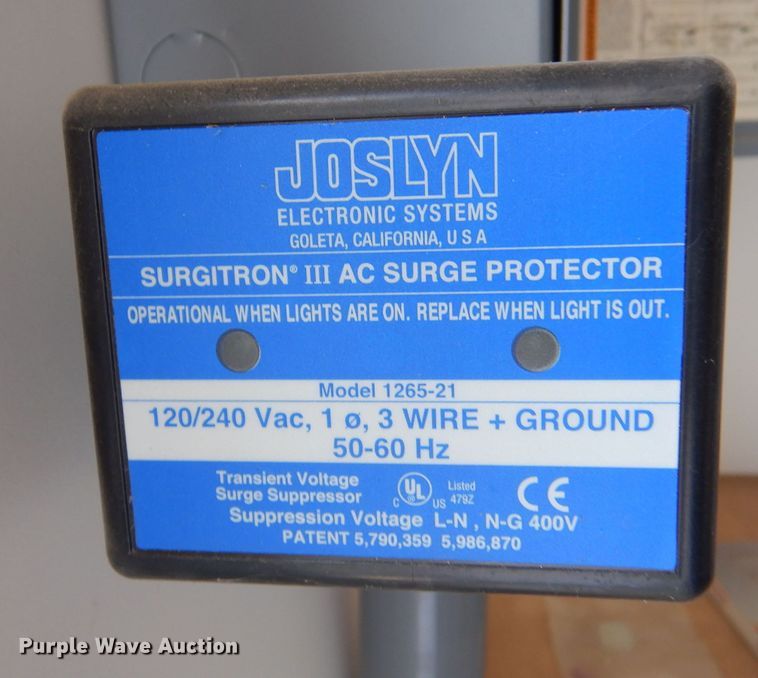 JOSLYN
ELECTRONIC SYSTEMS
GOLETA, CALIFORNIA, U S A
SURGITRON® III AC SURGE PROTECTOR
OPERATIONAL WHEN LIGHTS ARE ON. REPLACE WHEN LIGHT IS OUT.
Model 1265-21
120/240 Vac, 1 ø, 3 WIRE + GROUND
50-60 Hz
Transient Voltage
Surge Suppressor
C UL US
Listed
479Z
CE
Suppression Voltage L-N , N-G 400V
PATENT 5,790,359 5,986,870
Purple Wave Auction